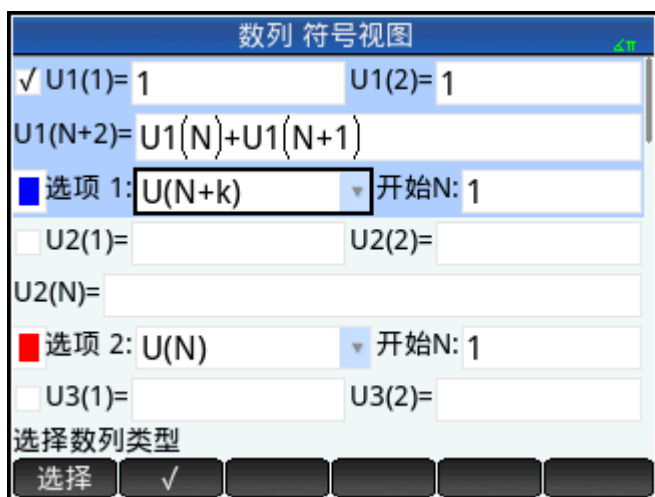 数列 符号视图
∡π
√ U1(1)= 1 U1(2)= 1
U1(N+2)= U1(N)+U1(N+1)
选项 1: U(N+k) 开始N: 1
U2(1)= U2(2)=
U2(N)=
选项 2: U(N) 开始N: 1
U3(1)= U3(2)=
选择数列类型
选择 √